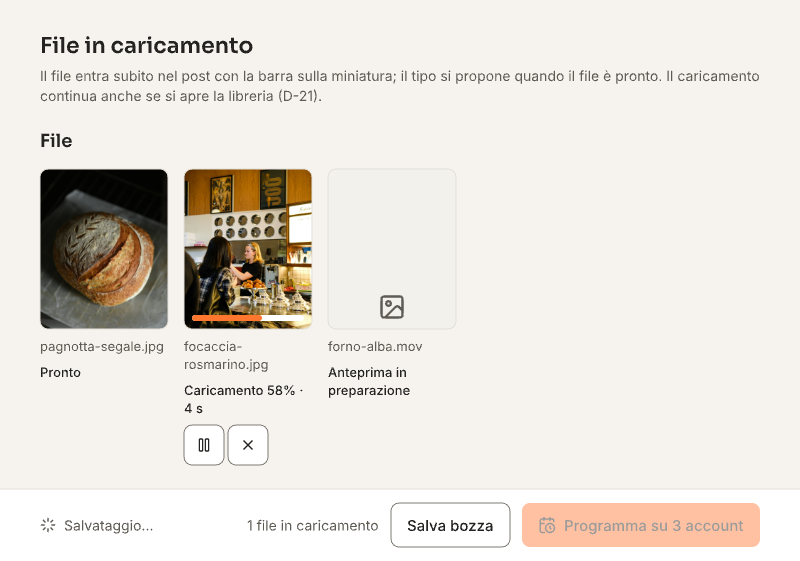 File in caricamento
Il file entra subito nel post con la barra sulla miniatura; il tipo si propone quando il file è pronto. Il caricamento
continua anche se si apre la libreria (D-21).
File
pagnotta-segale.jpg
Pronto
focaccia-
rosmarino.jpg
Caricamento 58% ·
4 s
forno-alba.mov
Anteprima in
preparazione
Salvataggio…
1 file in caricamento
Salva bozza
Programma su 3 account